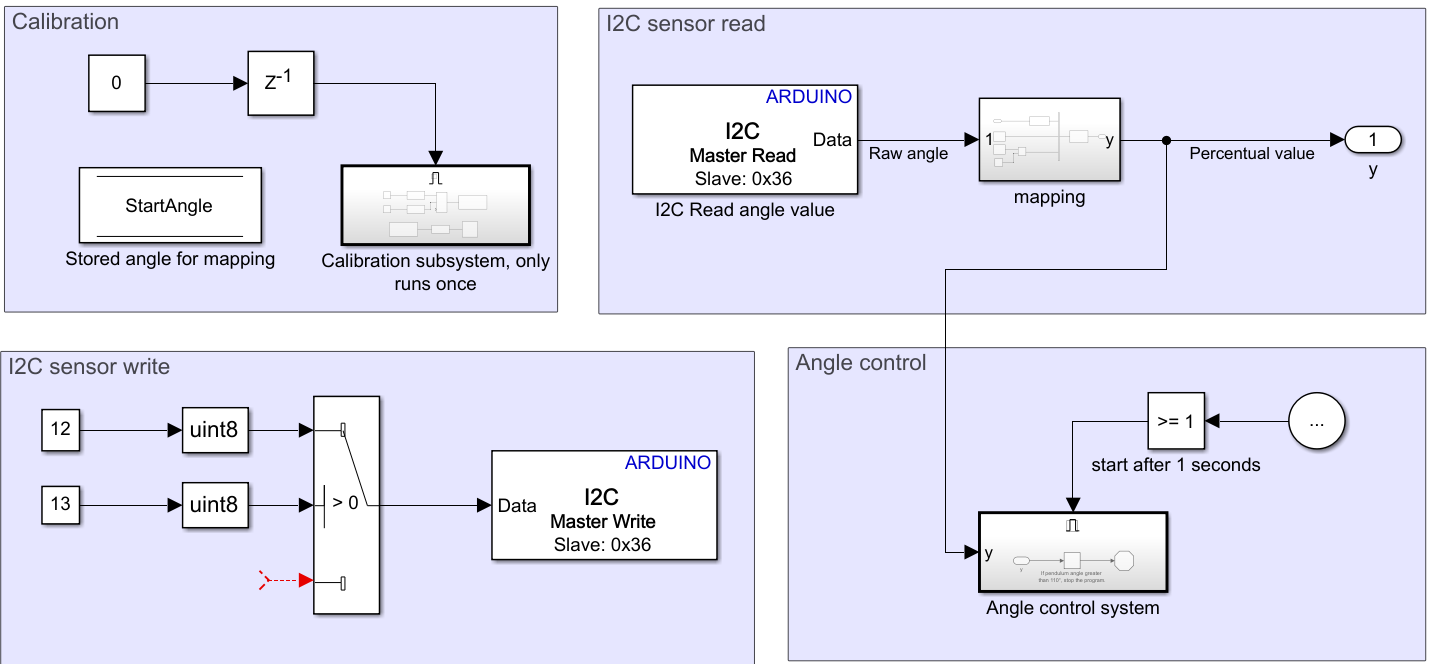 Calibration
0
Z-1
StartAngle
Stored angle for mapping
Calibration subsystem, only
runs once
I2C sensor read
ARDUINO
I2C
Master Read
Slave: 0x36
Data
I2C Read angle value
Raw angle
1
y
mapping
Percentual value
1
y
I2C sensor write
12
uint8
13
uint8
> 0
ARDUINO
Data
I2C
Master Write
Slave: 0x36
Angle control
>= 1
...
start after 1 seconds
y
y
If pendulum angle greater
then 110°, stop the program.
Angle control system